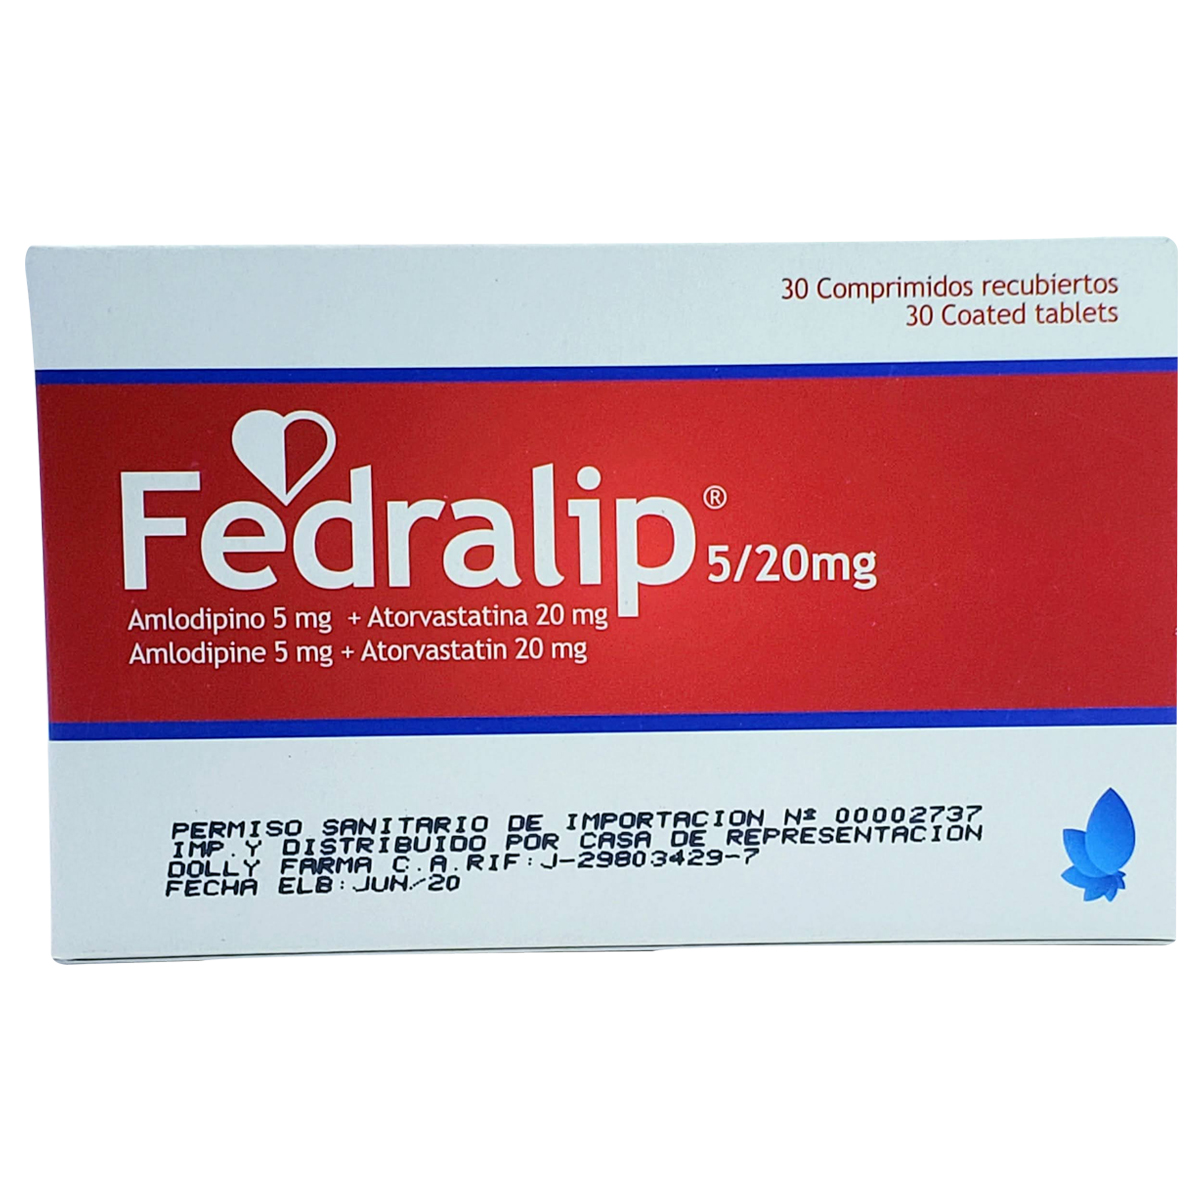 30 Comprimidos recubiertos
30 Coated tablets
Fedralip® 5/20mg
Amlodipino 5 mg + Atorvastatina 20 mg
Amlodipine 5 mg + Atorvastatin 20 mg
PERMISO SANITARIO DE IMPORTACION Nº 00002737
IMP.Y DISTRIBUIDO POR CASA DE REPRESENTACION
DOLLY FARMA C.A.RIF:J-29803429-7
FECHA ELB:JUN/20